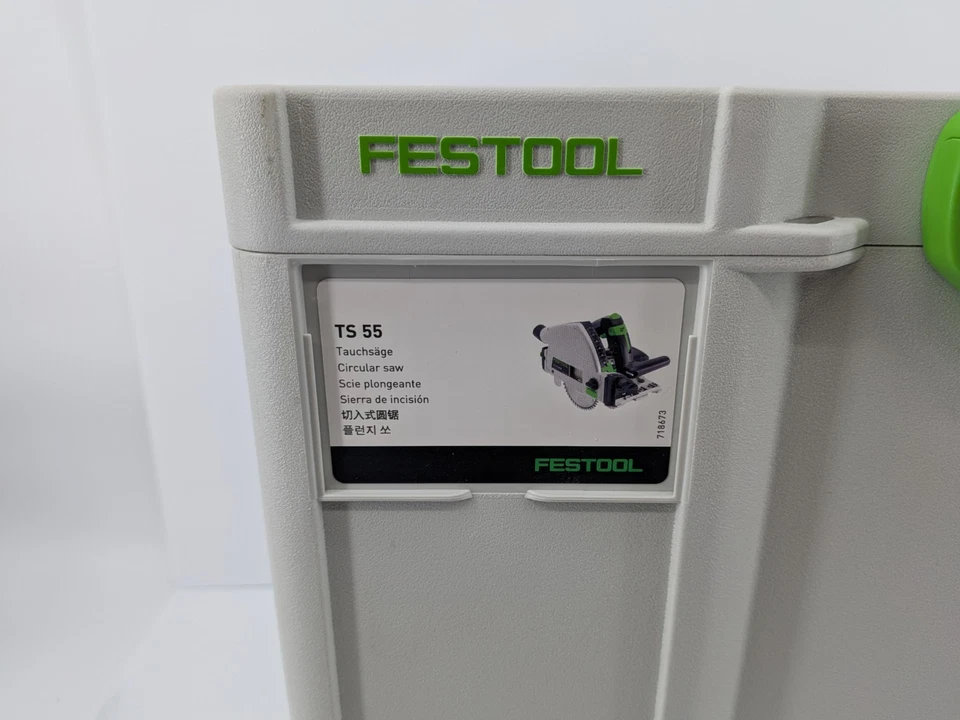 FESTOOL
TS 55
Tauchsäge
Circular saw
Scie plongeante
Sierra de incisión
切入式圆锯
플런지 쏘
718673
FESTOOL